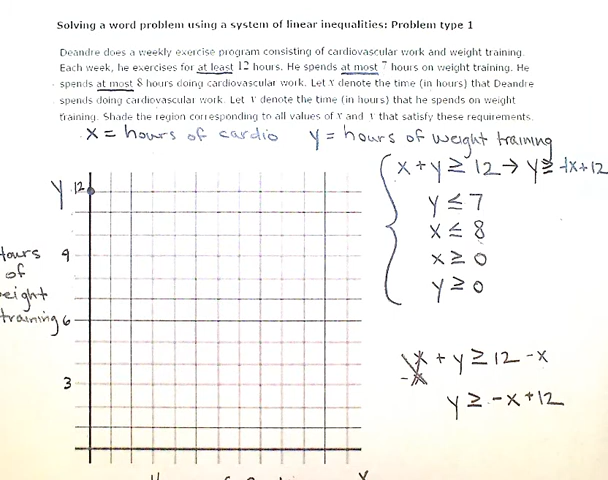 Solving a word problem using a system of linear inequalities: Problem type 1
Deandre does a weekly exercise program consisting of cardiovascular work and weight training.
Each week, he exercises for at least 12 hours. He spends at most 7 hours on weight training. He
spends at most 8 hours doing cardiovascular work. Let x denote the time (in hours) that Deandre
spends doing cardiovascular work. Let y denote the time (in hours) that he spends on weight
training. Shade the region corresponding to all values of x and y that satisfy these requirements.
x = hours of cardio y = hours of weight training
x + y ≥ 12 → y ≥ -1x+12
y ≤ 7
x ≤ 8
x ≥ 0
y ≥ 0
y 12
Hours 9
of
weight
training 6
3
x + y ≥ 12 -x
-x
y ≥ -x+12
x